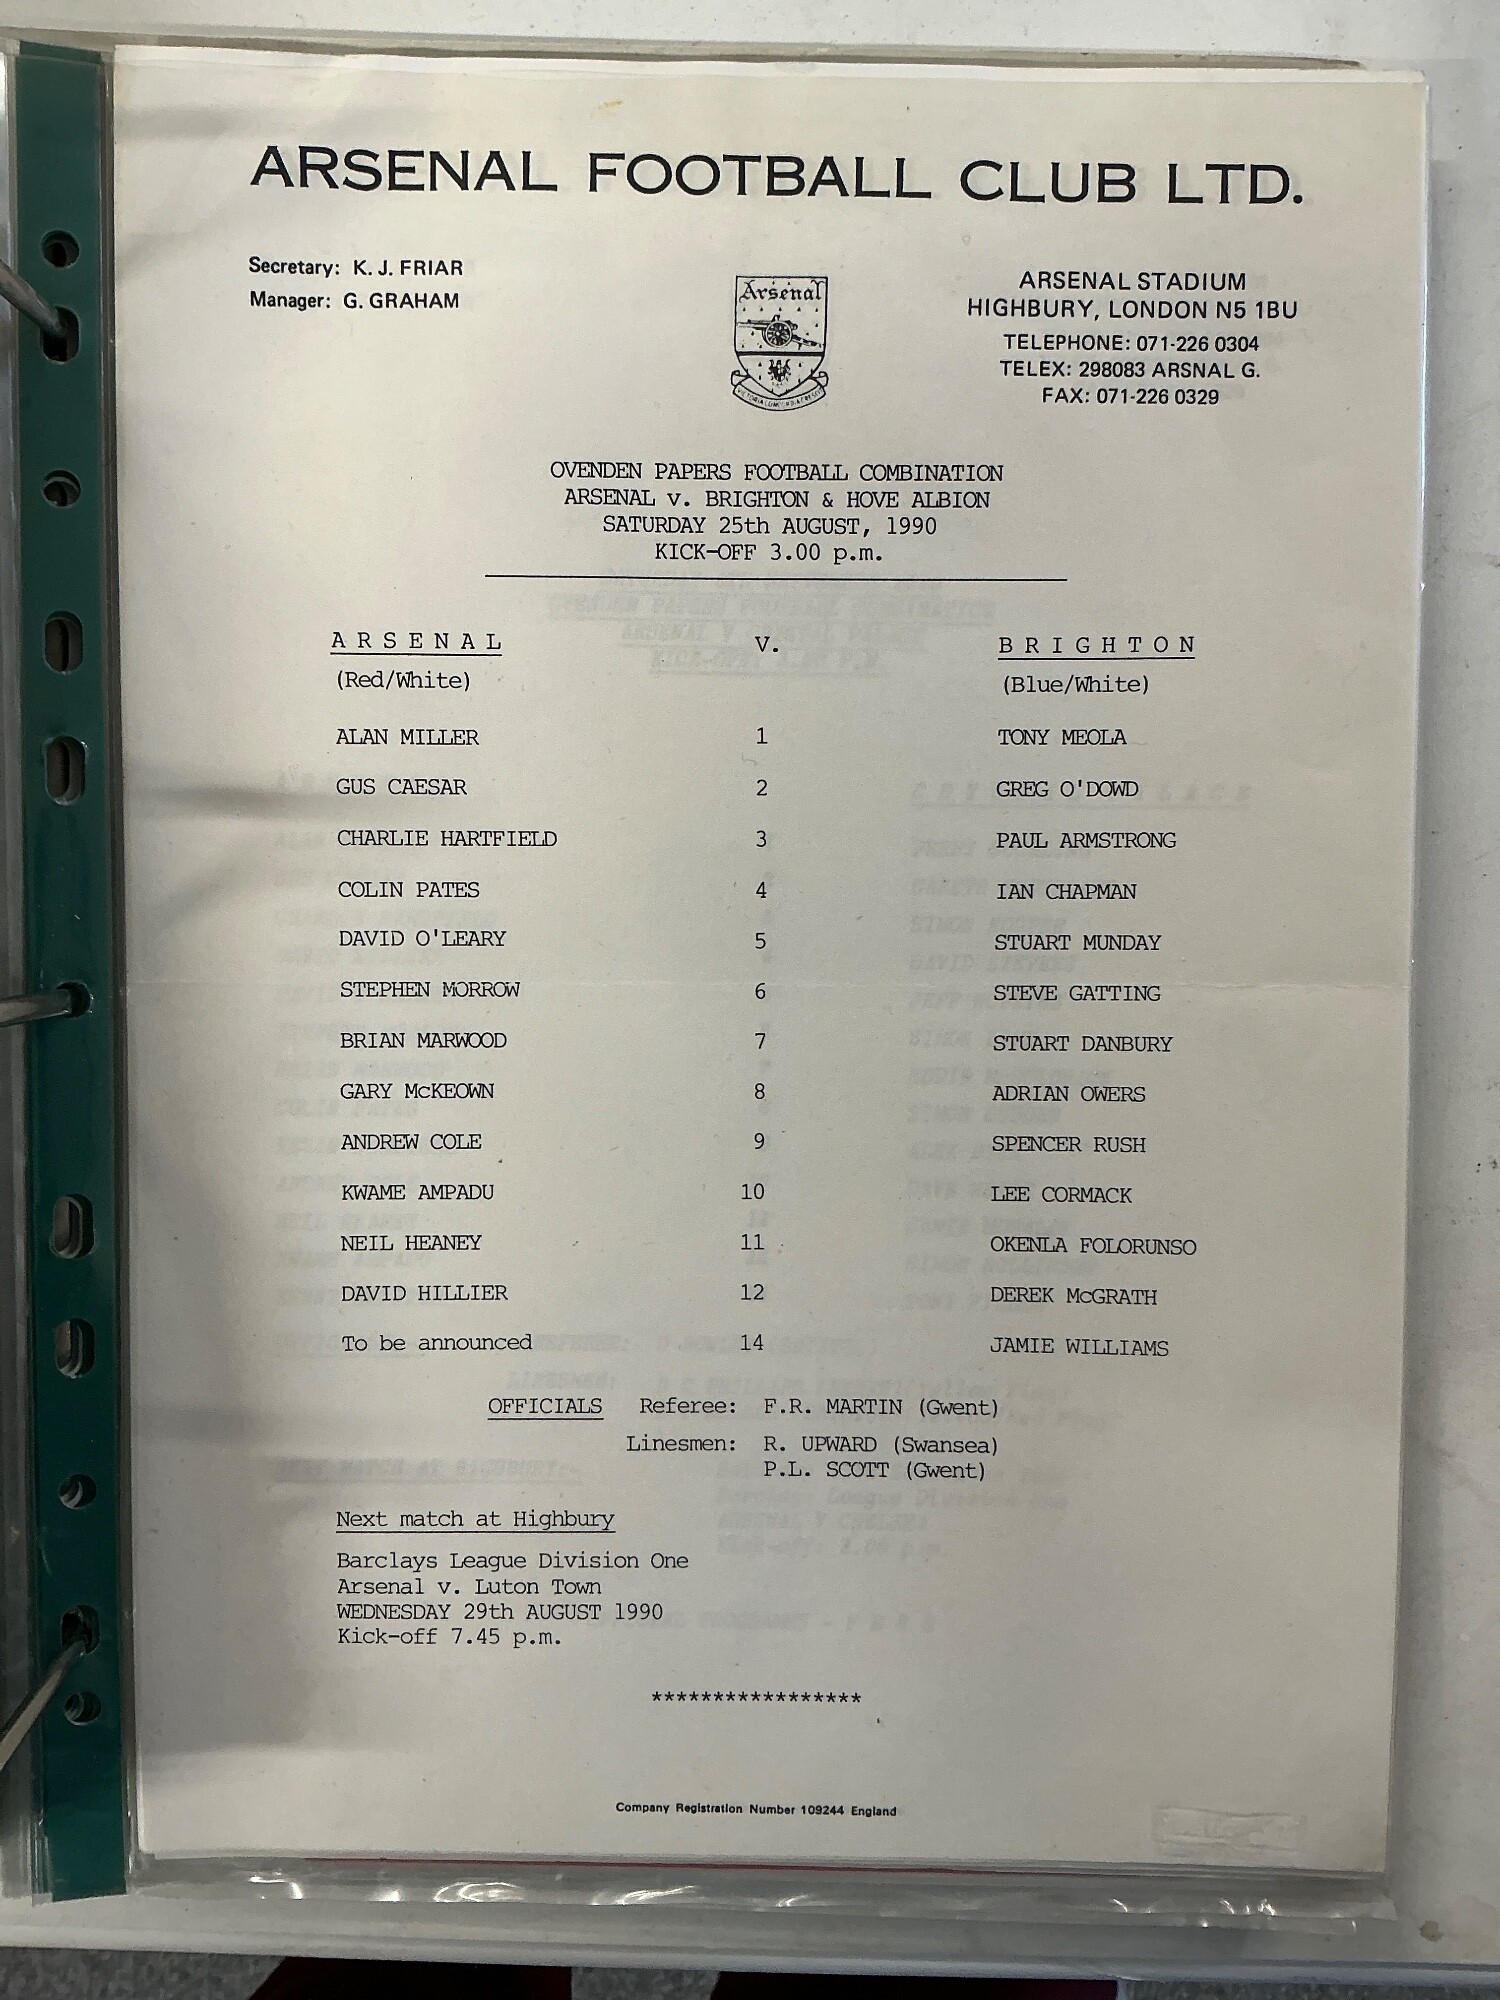 ARSENAL FOOTBALL CLUB LTD.
Secretary: K. J. FRIAR
Manager: G. GRAHAM
Arsenal
ARSENAL STADIUM
HIGHBURY, LONDON N5 1BU
TELEPHONE: 071-226 0304
TELEX: 298083 ARSNAL G.
FAX: 071-226 0329
OVENDEN PAPERS FOOTBALL COMBINATION
ARSENAL v. BRIGHTON & HOVE ALBION
SATURDAY 25th AUGUST, 1990
KICK-OFF 3.00 p.m.
ARSENAL V. BRIGHTON
(Red/White) (Blue/White)
ALAN MILLER 1 TONY MEOLA
GUS CAESAR 2 GREG O'DOWD
CHARLIE HARTFIELD 3 PAUL ARMSTRONG
COLIN PATES 4 IAN CHAPMAN
DAVID O'LEARY 5 STUART MUNDAY
STEPHEN MORROW 6 STEVE GATTING
BRIAN MARWOOD 7 STUART DANBURY
GARY McKEOWN 8 ADRIAN OWERS
ANDREW COLE 9 SPENCER RUSH
KWAME AMPADU 10 LEE CORMACK
NEIL HEANEY 11 OKENLA FOLORUNSO
DAVID HILLIER 12 DEREK McGRATH
To be announced 14 JAMIE WILLIAMS
OFFICIALS Referee: F.R. MARTIN (Gwent)
Linesmen: R. UPWARD (Swansea)
P.L. SCOTT (Gwent)
Next match at Highbury
Barclays League Division One
Arsenal v. Luton Town
WEDNESDAY 29th AUGUST 1990
Kick-off 7.45 p.m.
*****************
Company Registration Number 109244 England